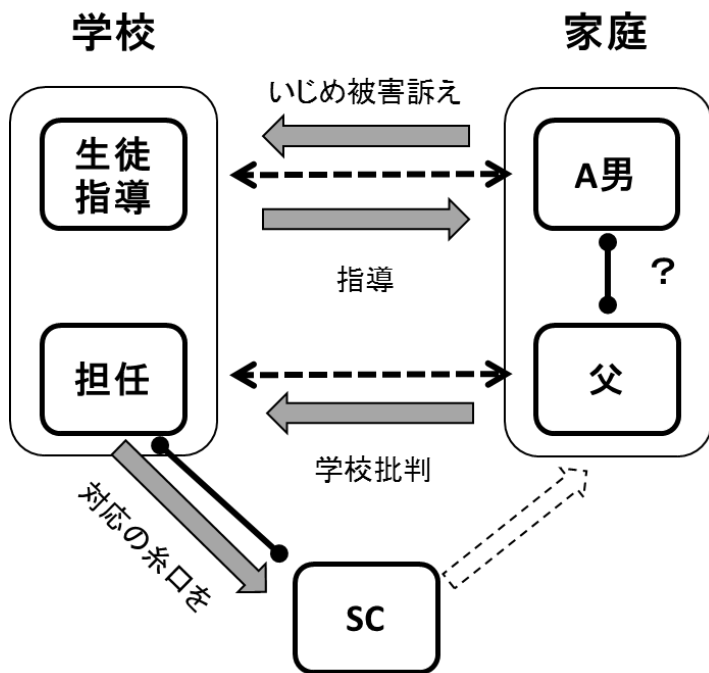 学校
家庭
いじめ被害訴え
生徒
指導
A男
指導
?
担任
父
学校批判
対応の糸口を
SC